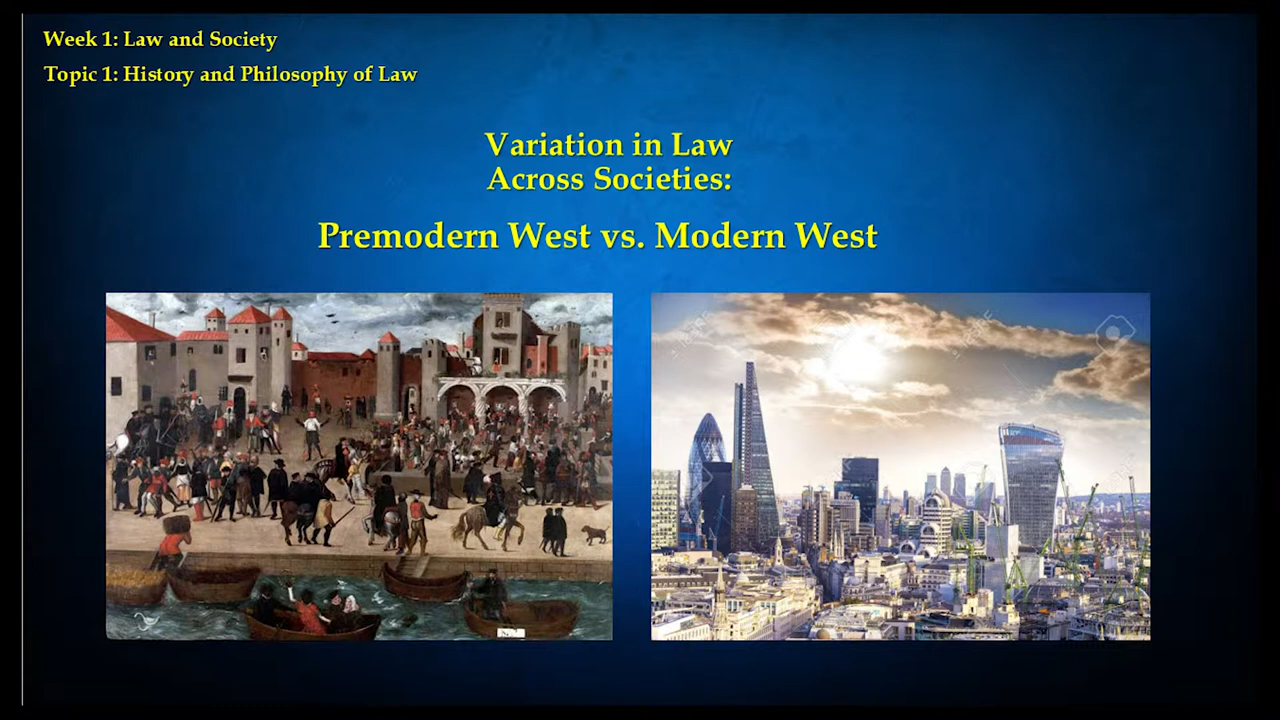 Week 1: Law and Society
Topic 1: History and Philosophy of Law
Variation in Law
Across Societies:
Premodern West vs. Modern West